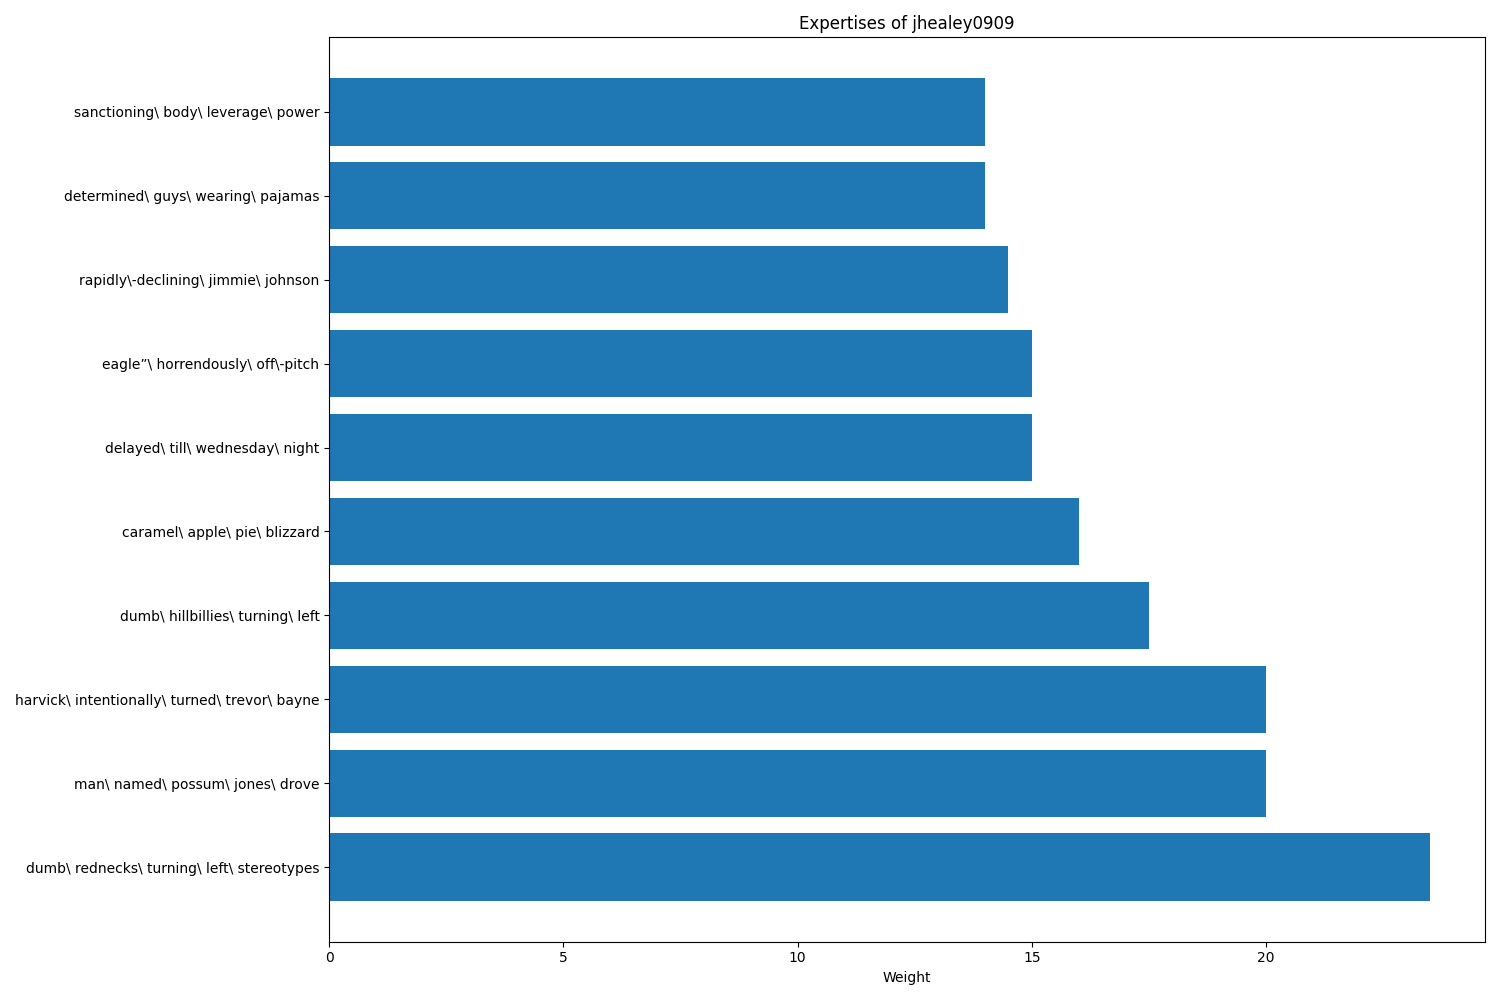 Expertises of jhealey0909
sanctioning\ body\ leverage\ power
determined\ guys\ wearing\ pajamas
rapidly\-declining\ jimmie\ johnson
eagle”\ horrendously\ off\-pitch
delayed\ till\ wednesday\ night
caramel\ apple\ pie\ blizzard
dumb\ hillbillies\ turning\ left
harvick\ intentionally\ turned\ trevor\ bayne
man\ named\ possum\ jones\ drove
dumb\ rednecks\ turning\ left\ stereotypes
0 5 10 15 20
Weight